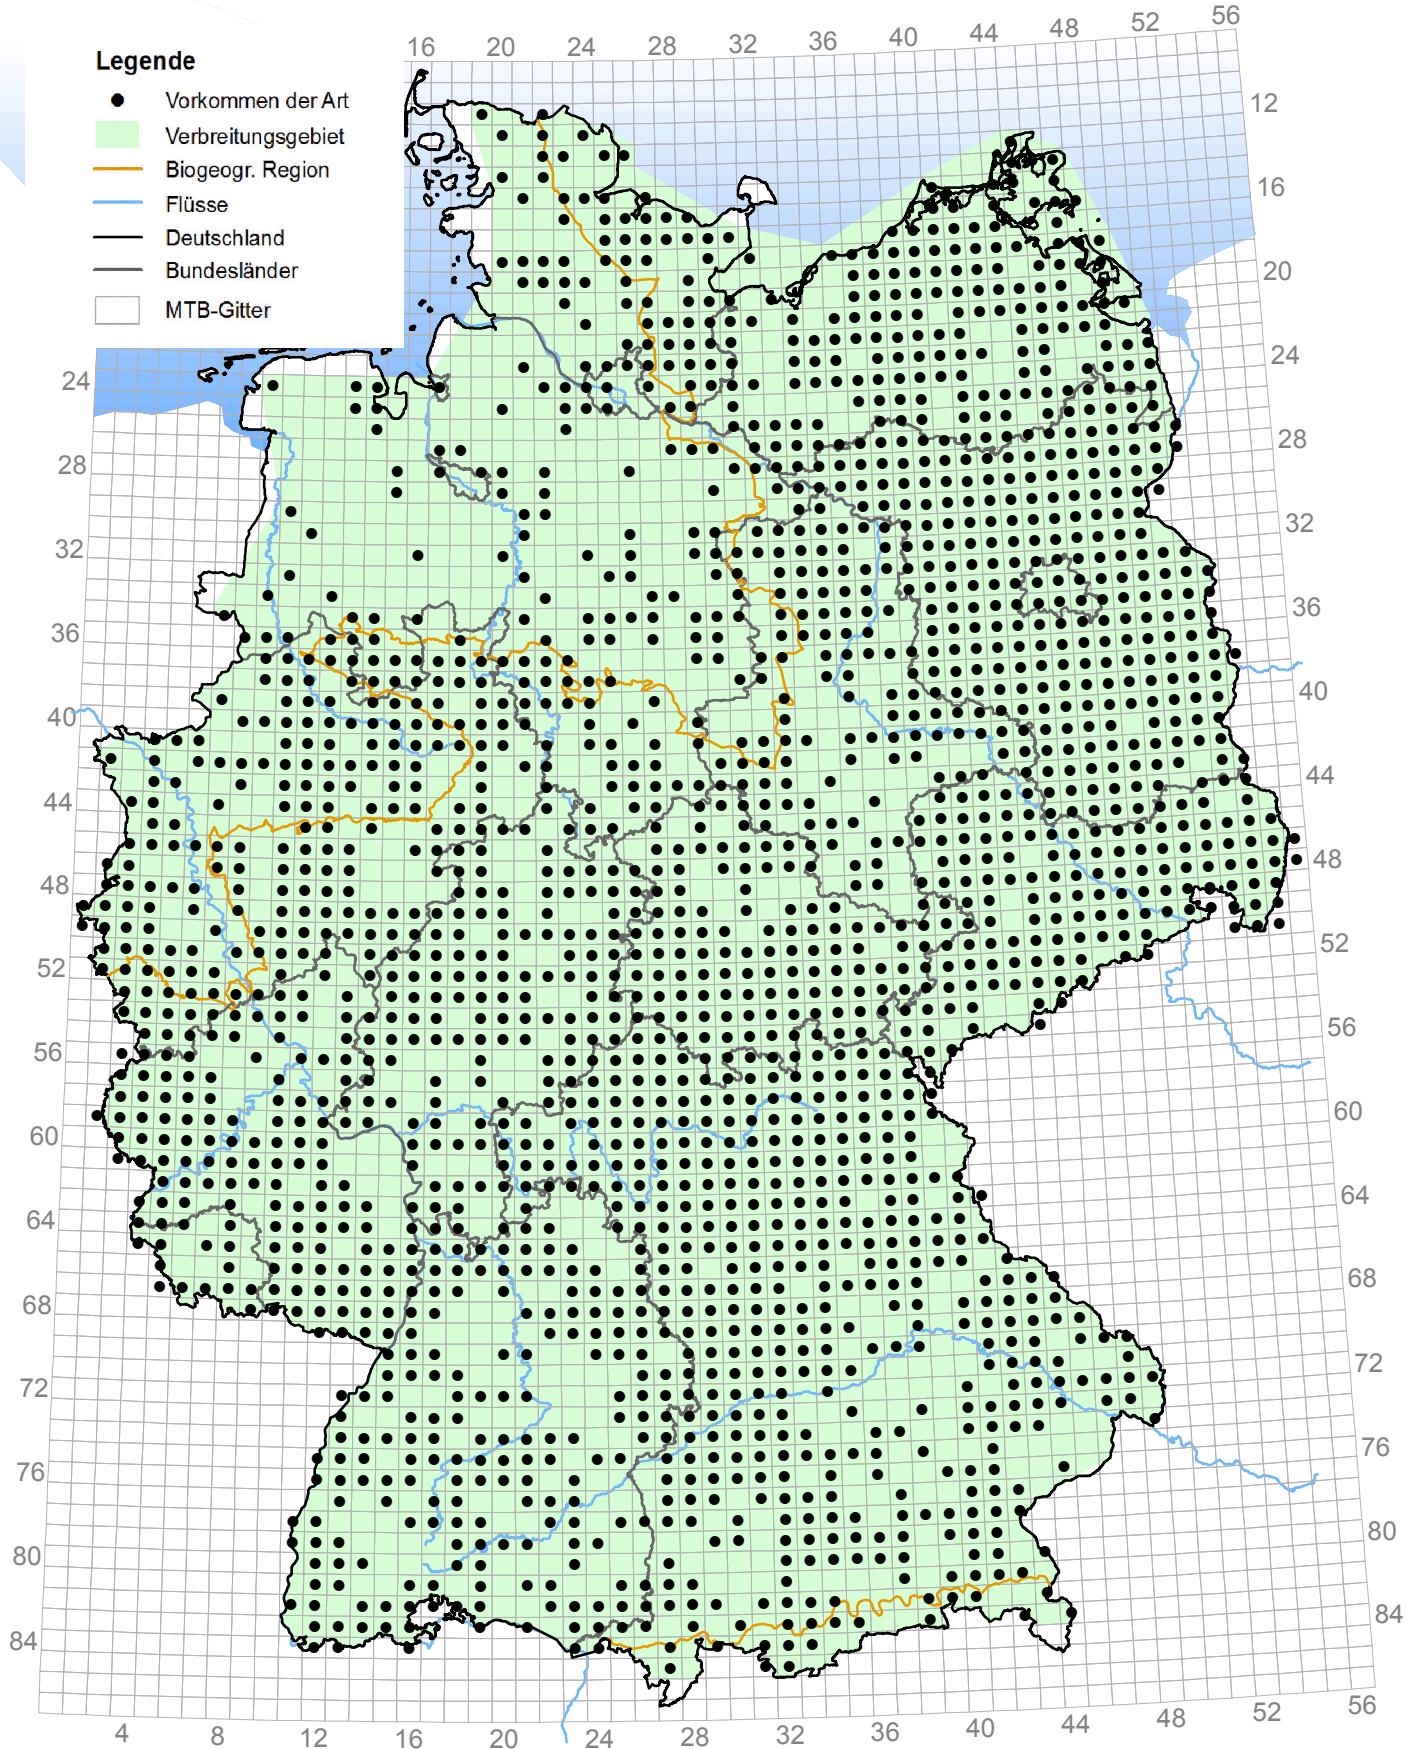 16 20 24 28 32 36 40 44 48 52 56
Legende
Vorkommen der Art
Verbreitungsgebiet
Biogeogr. Region
Flüsse
Deutschland
Bundesländer
MTB-Gitter
12
16
20
24 24
28 28
32 32
36 36
40 40
44 44
48 48
52 52
56 56
60 60
64 64
68 68
72 72
76 76
80 80
84 84
4 8 12 16 20 24 28 32 36 40 44 48 52 56